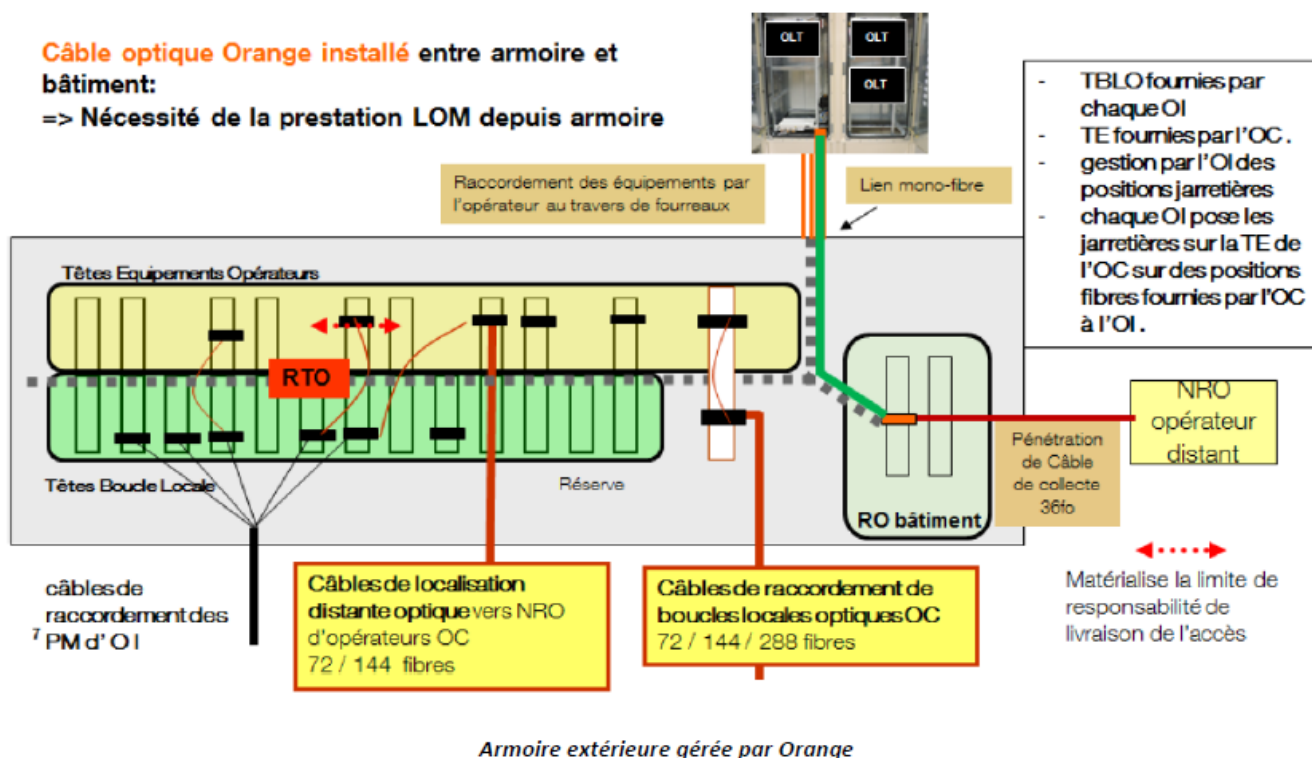 Câble optique Orange installé entre armoire et
bâtiment:
=> Nécessité de la prestation LOM depuis armoire
OLT
OLT
OLT
- TBLO fournies par
chaque OI
- TE fournies par l'OC .
- gestion par l'OI des
positions jarretières
- chaque OI pose les
jarretières sur la TE de
l'OC sur des positions
fibres fournies par l'OC
à l'OI .
Raccordement des équipements par
l'opérateur au travers de fourreaux
Lien mono-fibre
Têtes Equipements Opérateurs
RTO
Têtes Boucle Locale
Réserve
RO bâtiment
Pénétration
de Câble
de collecte
36fo
NRO
opérateur
distant
câbles de
raccordement des
7 PM d' OI
Câbles de localisation
distante optique vers NRO
d'opérateurs OC
72 / 144 fibres
Câbles de raccordement de
boucles locales optiques OC
72 / 144 / 288 fibres
Matérialise la limite de
responsabilité de
livraison de l'accès
Armoire extérieure gérée par Orange